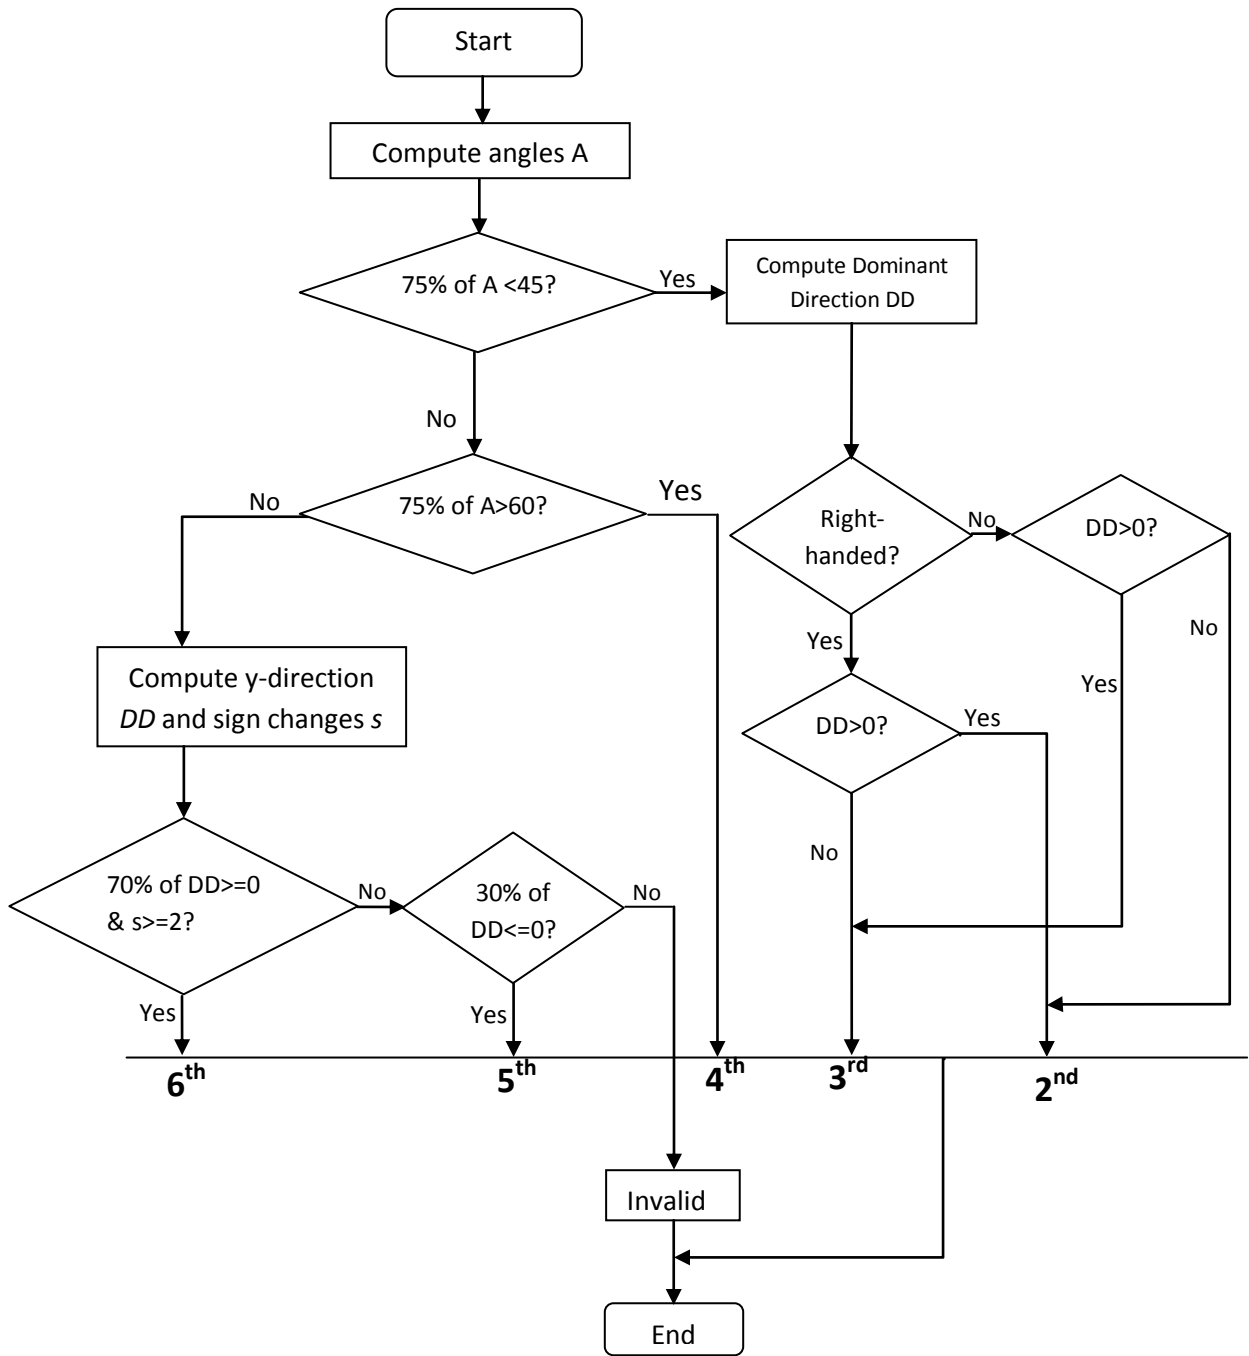 Start
Compute angles A
75% of A <45?
Yes
Compute Dominant
Direction DD
No
75% of A>60?
No
Yes
Right-
handed?
No
DD>0?
No
Yes
Yes
Compute y-direction
DD and sign changes s
DD>0?
Yes
No
70% of DD>=0
& s>=2?
No
30% of
DD<=0?
No
Yes
Yes
6th
5th
4th
3rd
2nd
Invalid
End